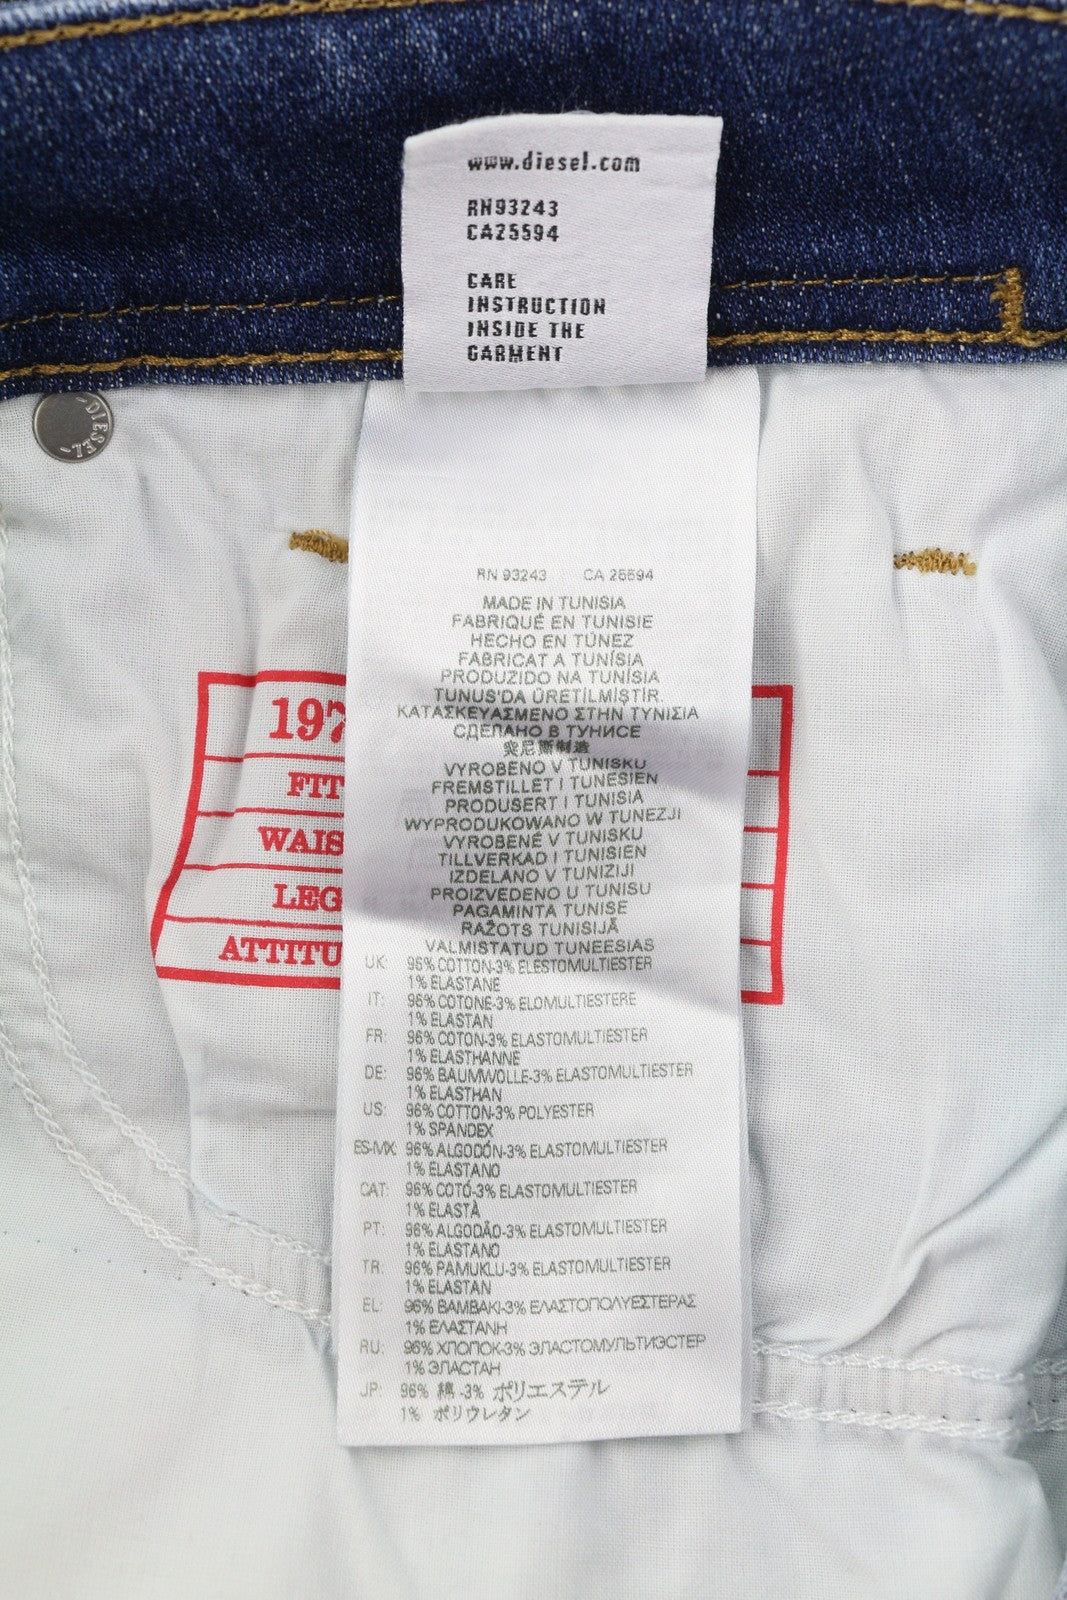 www.diesel.com
RN93243
CA25594
CARE
INSTRUCTION
INSIDE THE
GARMENT
-DIESEL-
RN 93243 CA 25594
MADE IN TUNISIA
FABRIQUÉ EN TUNISIE
HECHO EN TÚNEZ
FABRICAT A TUNÍSIA
PRODUZIDO NA TUNÍSIA
TUNUS'DA ÜRETİLMİŞTİR.
ΚΑΤΑΣΚΕΥΑΣΜΕΝΟ ΣΤΗΝ ΤΥΝΙΣΙΑ
СДЕЛАНО В ТУНИСЕ
突尼斯制造
VYROBENO V TUNISKU
FREMSTILLET I TUNESIEN
PRODUSERT I TUNISIA
WYPRODUKOWANO W TUNEZJI
VYROBENÉ V TUNISKU
TILLVERKAD I TUNISIEN
IZDELANO V TUNIZIJI
PROIZVEDENO U TUNISU
PAGAMINTA TUNISE
RAŽOTS TUNISIJĀ
VALMISTATUD TUNEESIAS
UK: 96% COTTON-3% ELESTOMULTIESTER
1% ELASTANE
IT: 96% COTONE-3% ELOMULTIESTERE
1% ELASTAN
FR: 96% COTON-3% ELASTOMULTIESTER
1% ELASTHANNE
DE: 96% BAUMWOLLE-3% ELASTOMULTIESTER
1% ELASTHAN
US: 96% COTTON-3% POLYESTER
1% SPANDEX
ES-MX: 96% ALGODÓN-3% ELASTOMULTIESTER
1% ELASTANO
CAT: 96% COTÓ-3% ELASTOMULTIESTER
1% ELASTÀ
PT: 96% ALGODÃO-3% ELASTOMULTIESTER
1% ELASTANO
TR: 96% PAMUKLU-3% ELASTOMULTIESTER
1% ELASTAN
EL: 96% ΒΑΜΒΑΚΙ-3% ΕΛΑΣΤΟΠΟΛΥΕΣΤΕΡΑΣ
1% ΕΛΑΣΤΑΝΗ
RU: 96% ХЛОПОК-3% ЭЛАСТОМУЛЬТИЭСТЕР
1% ЭЛАСТАН
JP: 96% 綿 -3% ポリエステル
1% ポリウレタン
197
FIT
WAIS
LEG
ATTITU